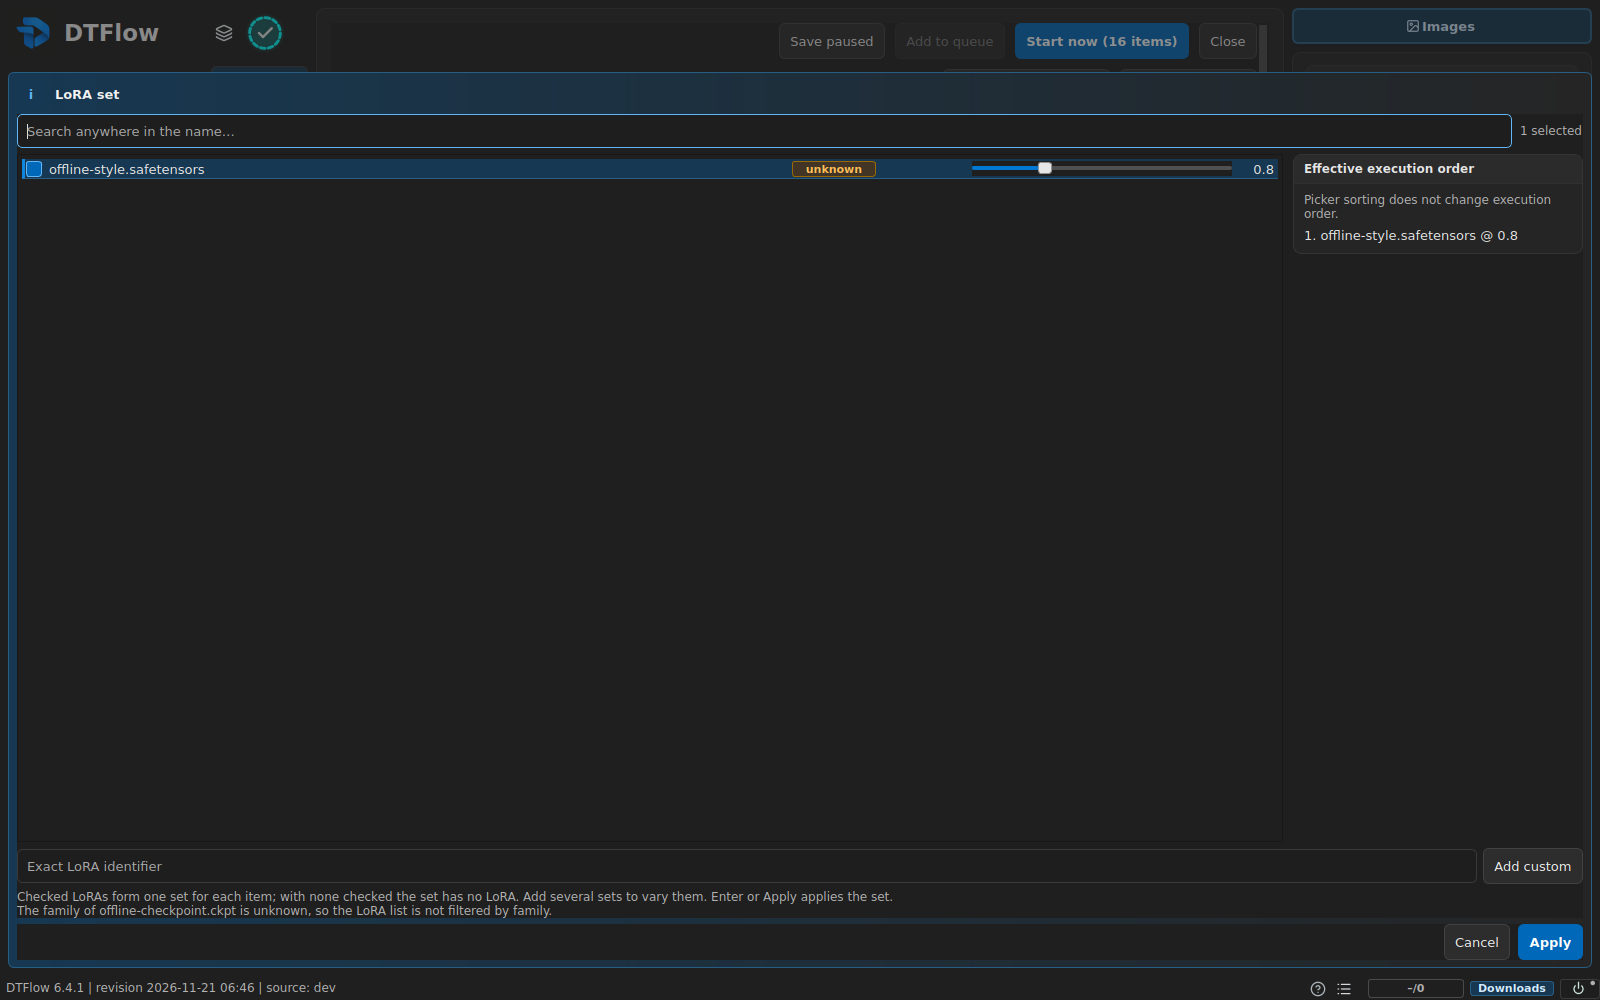 DTFlow
Save paused
Add to queue
Start now (16 items)
Close
Images
i LoRA set
Search anywhere in the name...
1 selected
offline-style.safetensors
unknown
0.8
Effective execution order
Picker sorting does not change execution
order.
1. offline-style.safetensors @ 0.8
Exact LoRA identifier
Add custom
Checked LoRAs form one set for each item; with none checked the set has no LoRA. Add several sets to vary them. Enter or Apply applies the set.
The family of offline-checkpoint.ckpt is unknown, so the LoRA list is not filtered by family.
Cancel
Apply
DTFlow 6.4.1 | revision 2026-11-21 06:46 | source: dev
-/0
Downloads